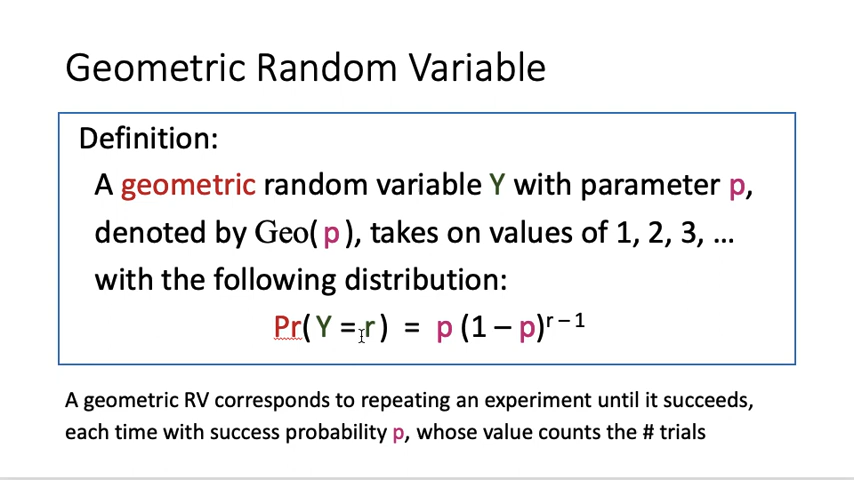 Geometric Random Variable
Definition:
A geometric random variable Y with parameter p,
denoted by Geo( p ), takes on values of 1, 2, 3, …
with the following distribution:
Pr( Y = r ) = p (1 – p)ʳ⁻¹
A geometric RV corresponds to repeating an experiment until it succeeds,
each time with success probability p, whose value counts the # trials